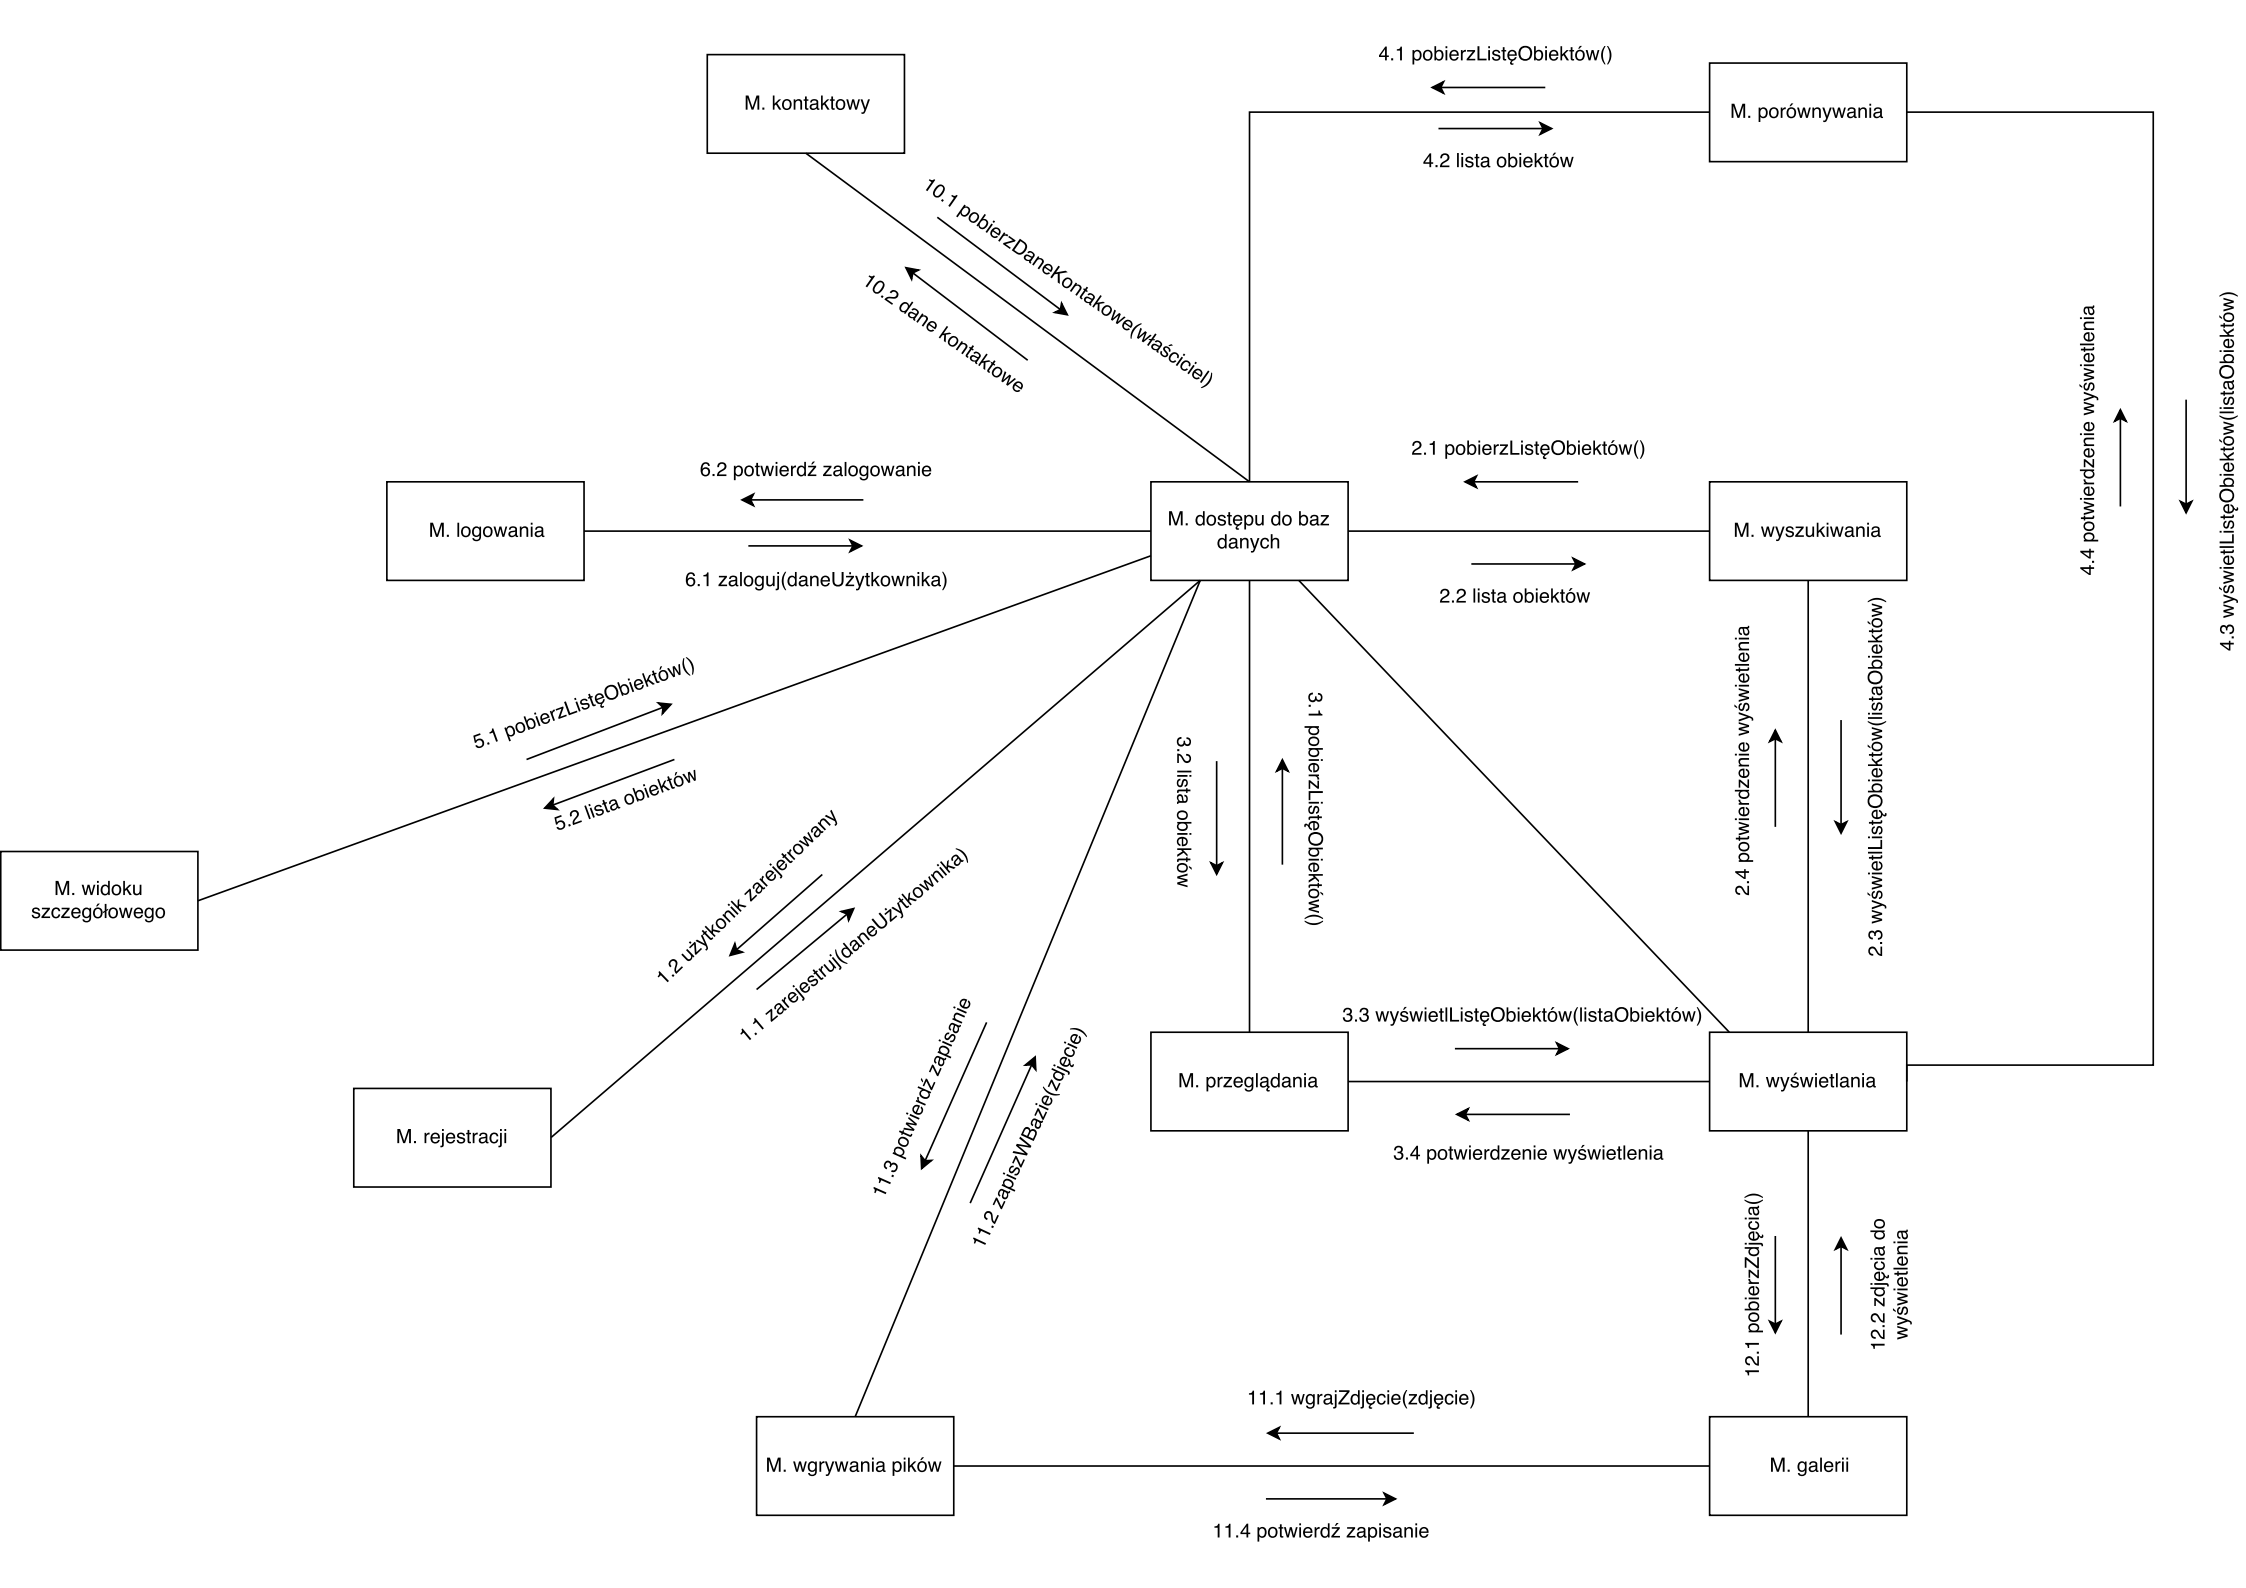 4.1 pobierzListęObiektów()
M. kontaktowy
M. porównywania
4.2 lista obiektów
10.1 pobierzDaneKontakowe(właściciel)
10.2 dane kontaktowe
4.4 potwierdzenie wyświetlenia
4.3 wyświetlListęObiektów(listaObiektów)
6.2 potwierdź zalogowanie
2.1 pobierzListęObiektów()
M. logowania
M. dostępu do baz
danych
M. wyszukiwania
6.1 zaloguj(daneUżytkownika)
2.2 lista obiektów
5.1 pobierzListęObiektów()
5.2 lista obiektów
3.2 lista obiektów
3.1 pobierzListęObiektów()
2.4 potwierdzenie wyświetlenia
2.3 wyświetlListęObiektów(listaObiektów)
M. widoku
szczegółowego
1.2 użytkonik zarejetrowany
1.1 zarejestruj(daneUżytkownika)
3.3 wyświetlListęObiektów(listaObiektów)
M. przeglądania
M. wyświetlania
M. rejestracji
3.4 potwierdzenie wyświetlenia
11.3 potwierdź zapisanie
11.2 zapiszWBazie(zdjęcie)
12.1 pobierzZdjęcia()
12.2 zdjęcia do
wyświetlenia
11.1 wgrajZdjęcie(zdjęcie)
M. wgrywania pików
M. galerii
11.4 potwierdź zapisanie